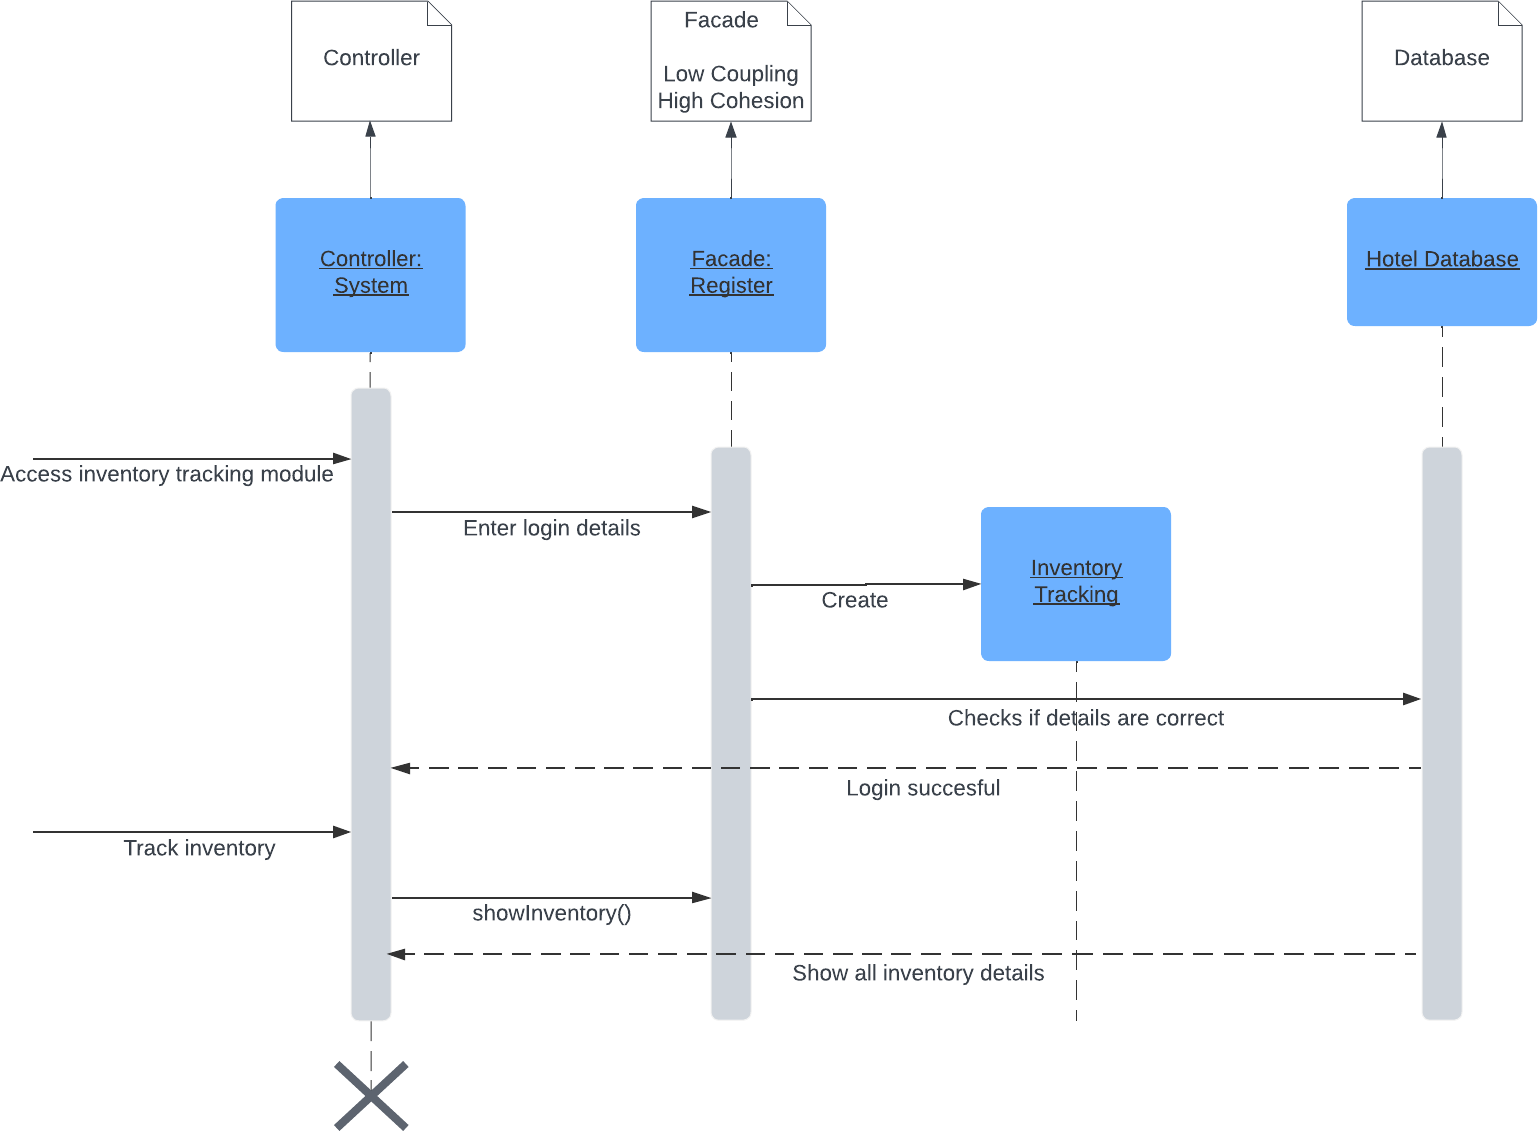 Controller
Facade
Low Coupling
High Cohesion
Database
Controller:
System
Facade:
Register
Hotel Database
Access inventory tracking module
Enter login details
Inventory
Tracking
Create
Checks if details are correct
Login succesful
Track inventory
showInventory()
Show all inventory details